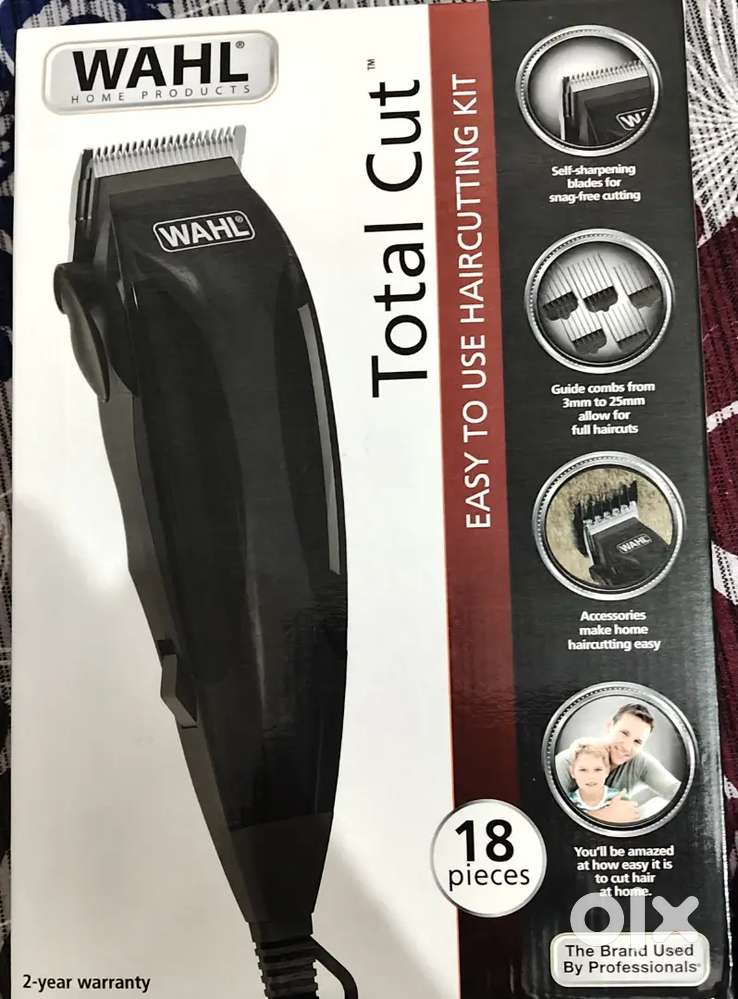 WAHL®
HOME PRODUCTS
WAHL®
Total Cut™
EASY TO USE HAIRCUTTING KIT
Self-sharpening
blades for
snag-free cutting
Guide combs from
3mm to 25mm
allow for
full haircuts
WAHL
Accessories
make home
haircutting easy
You'll be amazed
at how easy it is
to cut hair
at home.
18
pieces
The Brand Used
By Professionals®
2-year warranty
olx